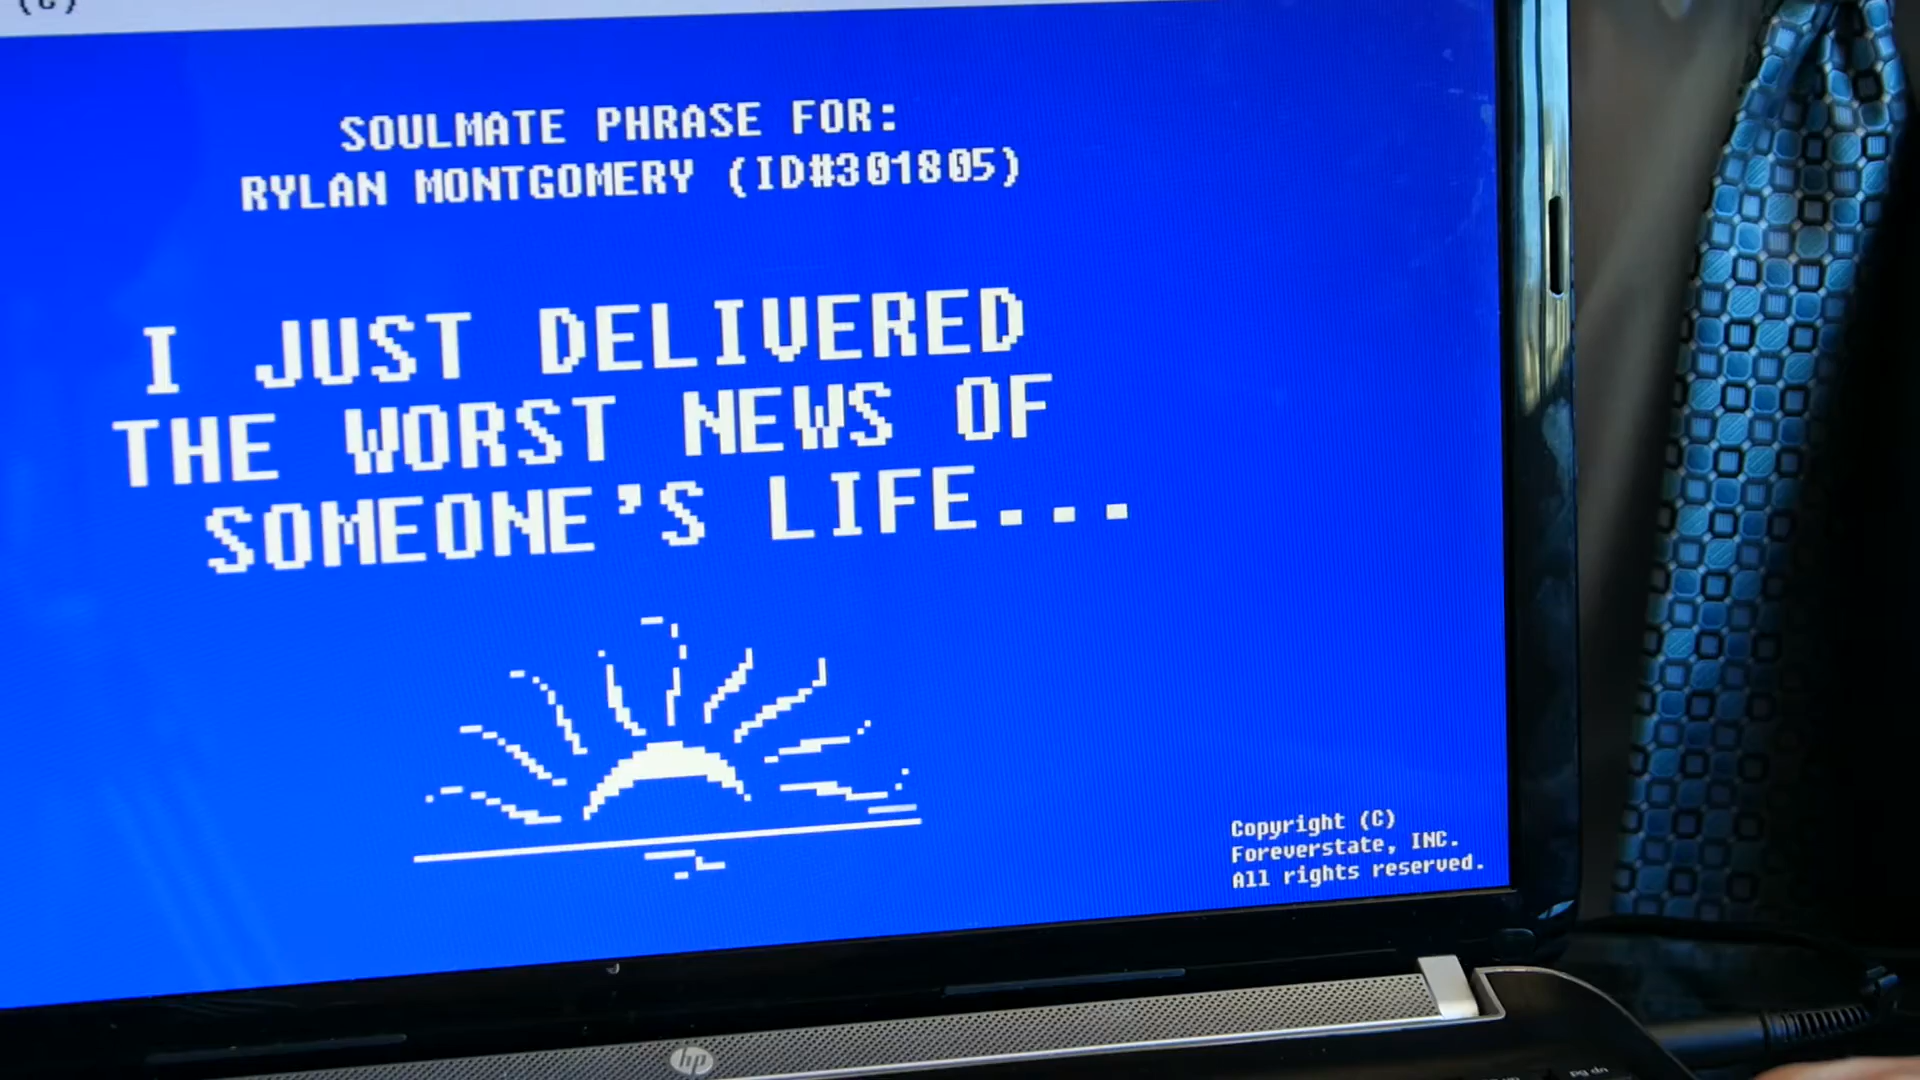 (C)
SOULMATE PHRASE FOR:
RYLAN MONTGOMERY (ID#301805)
I JUST DELIVERED
THE WORST NEWS OF
SOMEONE’S LIFE...
Copyright (C)
Foreverstate, INC.
All rights reserved.
hp